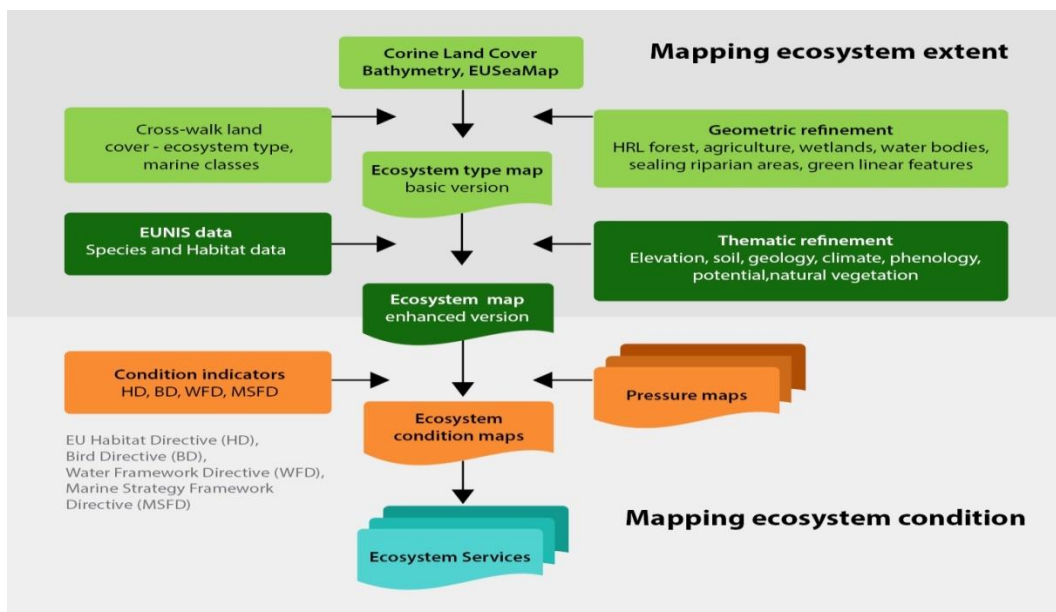 Mapping ecosystem extent
Corine Land Cover
Bathymetry, EUSeaMap
Cross-walk land
cover - ecosystem type,
marine classes
Geometric refinement
HRL forest, agriculture, wetlands, water bodies,
sealing riparian areas, green linear features
Ecosystem type map
basic version
EUNIS data
Species and Habitat data
Thematic refinement
Elevation, soil, geology, climate, phenology,
potential,natural vegetation
Ecosystem map
enhanced version
Condition indicators
HD, BD, WFD, MSFD
Pressure maps
Ecosystem
condition maps
EU Habitat Directive (HD),
Bird Directive (BD),
Water Framework Directive (WFD),
Marine Strategy Framework
Directive (MSFD)
Mapping ecosystem condition
Ecosystem Services